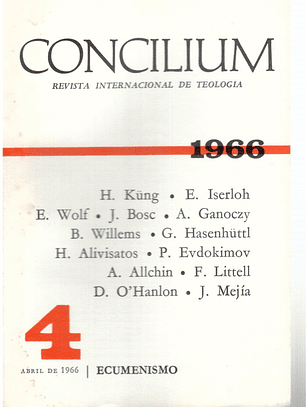 CONCILIUM
REVISTA INTERNACIONAL DE TEOLOGIA
1966
H. Küng • E. Iserloh
E. Wolf • J. Bosc • A. Ganoczy
B. Willems • G. Hasenhüttl
H. Alivisatos • P. Evdokimov
A. Allchin • F. Littell
D. O'Hanlon • J. Mejía
4
ABRIL DE 1966 | ECUMENISMO